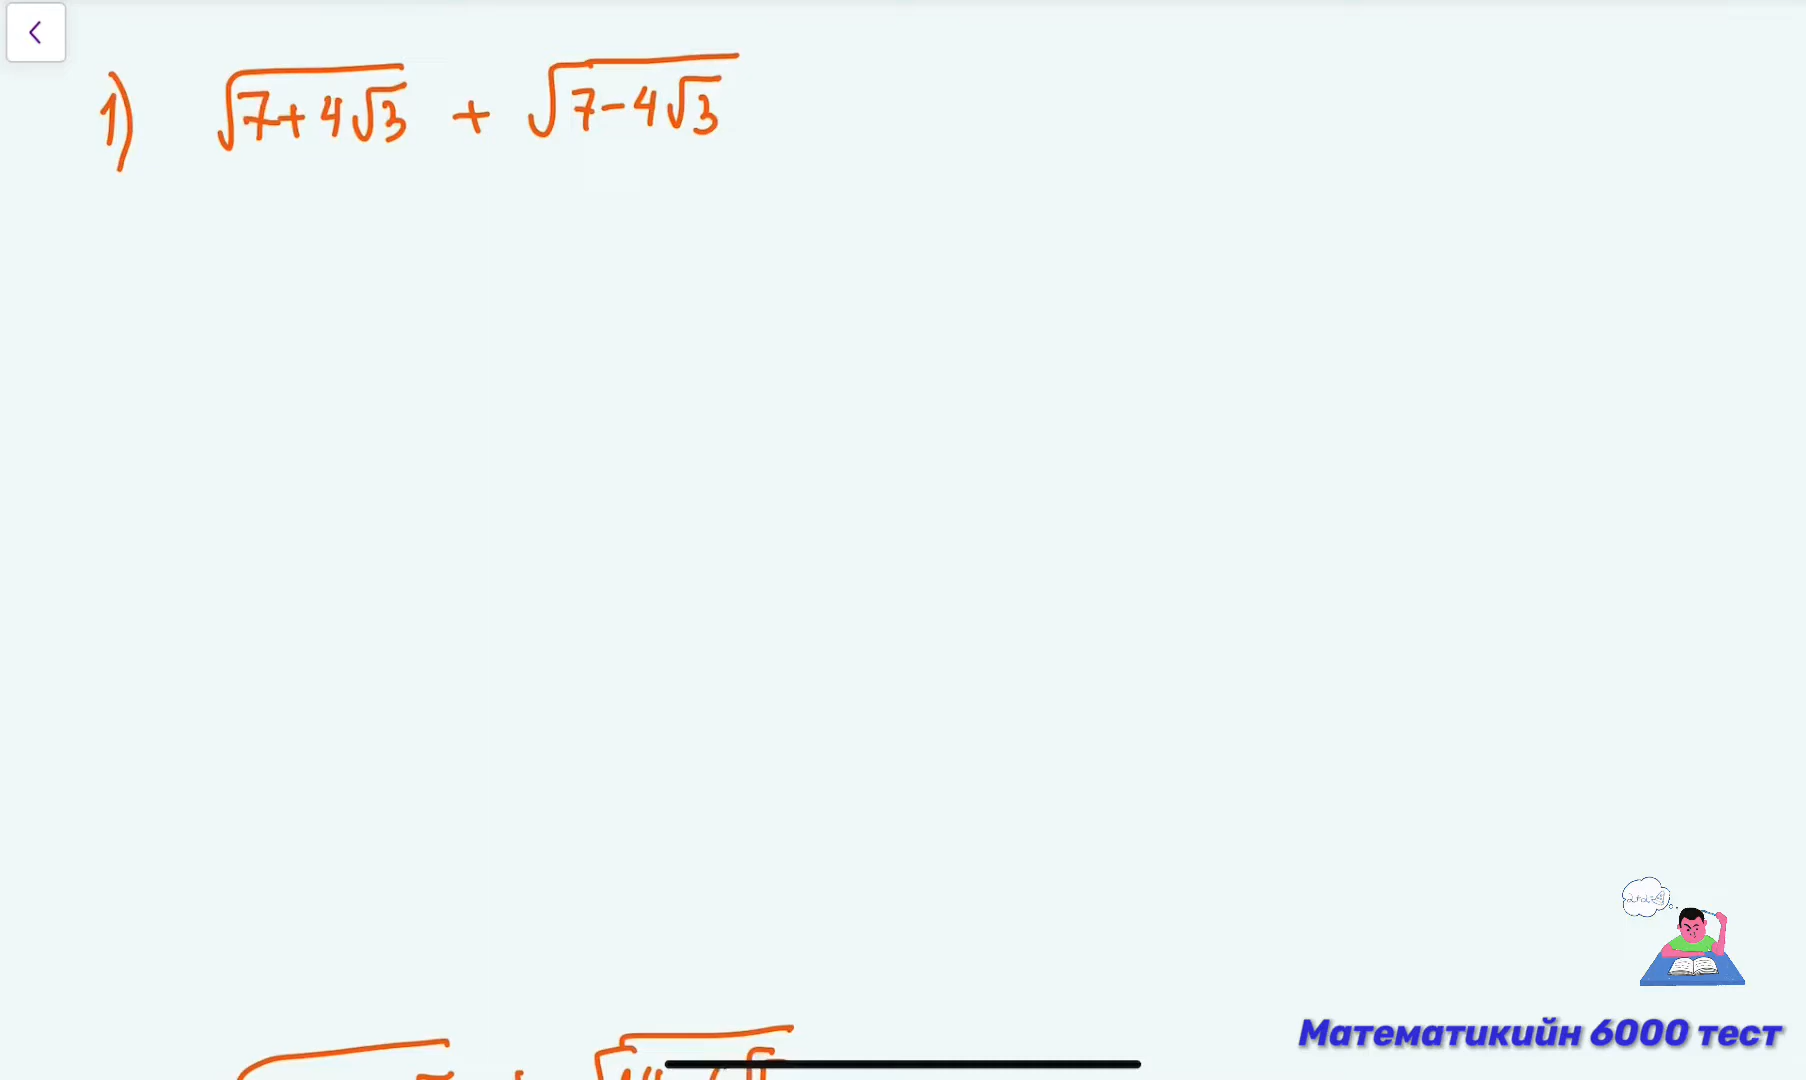 1) √(7+4√3) + √(7-4√3)
Математикийн 6000 тест